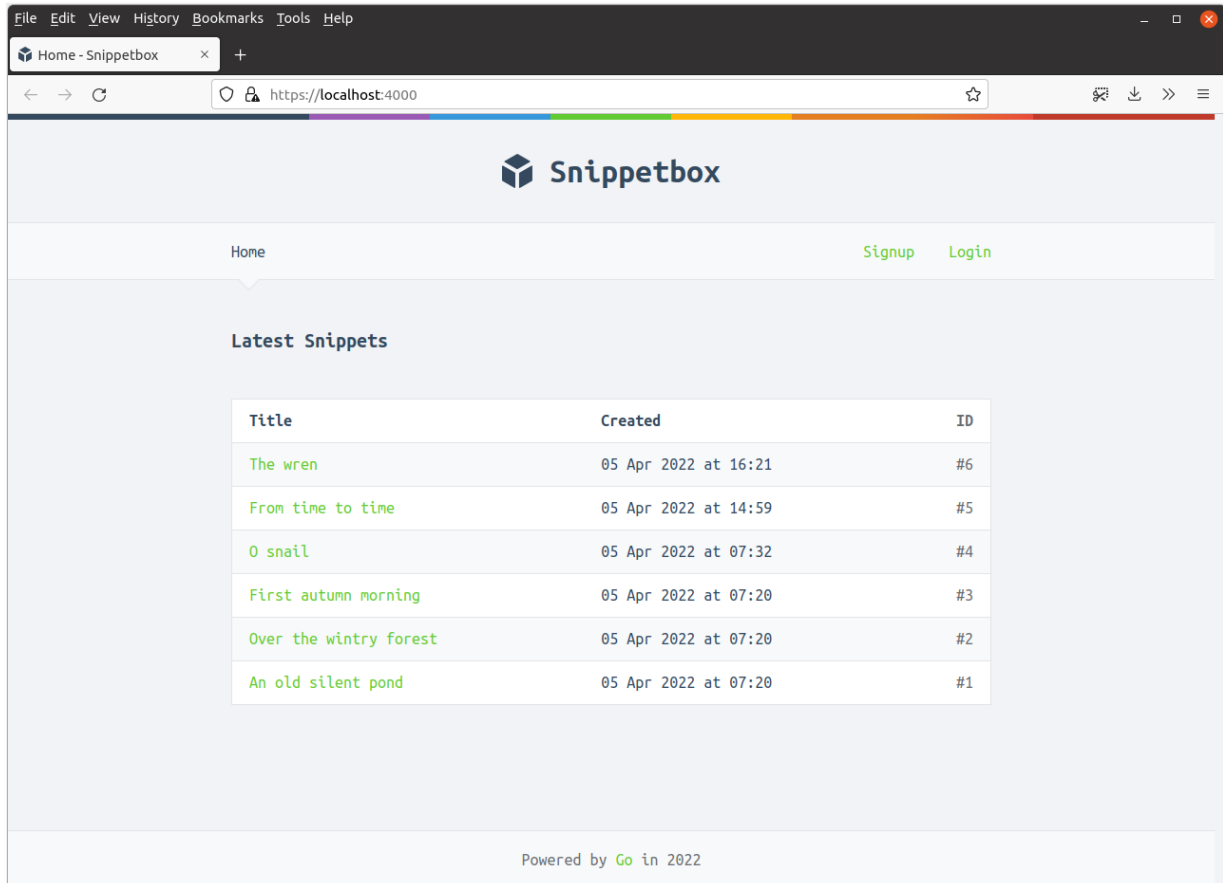 File Edit View History Bookmarks Tools Help
Home - Snippetbox
https://localhost:4000
Snippetbox
Home Signup Login
Latest Snippets
Title Created ID
The wren 05 Apr 2022 at 16:21 #6
From time to time 05 Apr 2022 at 14:59 #5
O snail 05 Apr 2022 at 07:32 #4
First autumn morning 05 Apr 2022 at 07:20 #3
Over the wintry forest 05 Apr 2022 at 07:20 #2
An old silent pond 05 Apr 2022 at 07:20 #1
Powered by Go in 2022